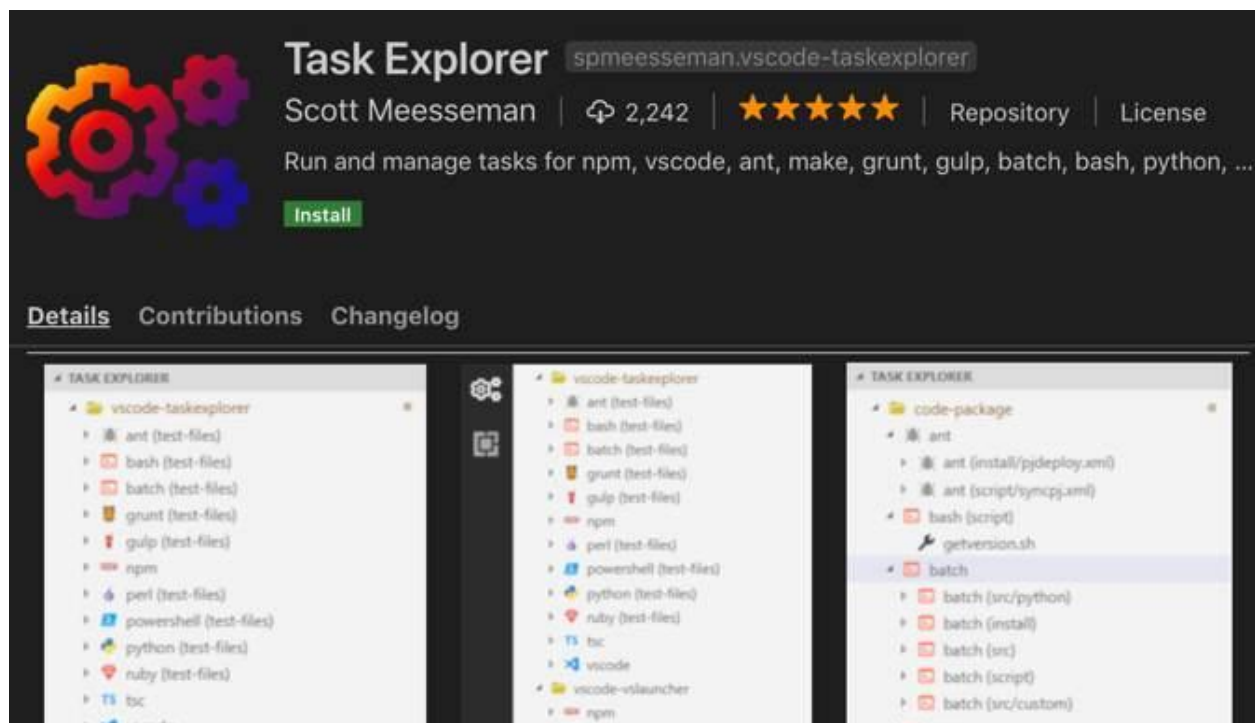 Task Explorer spmeesseman.vscode-taskexplorer
Scott Meesseman 2,242 Repository License
Run and manage tasks for npm, vscode, ant, make, grunt, gulp, batch, bash, python, ...
Install
Details Contributions Changelog
TASK EXPLORER
vscode-taskexplorer
ant (test-files)
bash (test-files)
batch (test-files)
grunt (test-files)
gulp (test-files)
npm
perl (test-files)
powershell (test-files)
python (test-files)
ruby (test-files)
TS tsc
vscode-taskexplorer
ant (test-files)
bash (test-files)
batch (test-files)
grunt (test-files)
gulp (test-files)
npm
perl (test-files)
powershell (test-files)
python (test-files)
ruby (test-files)
TS tsc
vscode
vscode-vslauncher
npm
TASK EXPLORER
code-package
ant
ant (install/pjdeploy.xml)
ant (script/syncpj.xml)
bash (script)
getversion.sh
batch
batch (src/python)
batch (install)
batch (src)
batch (script)
batch (src/custom)